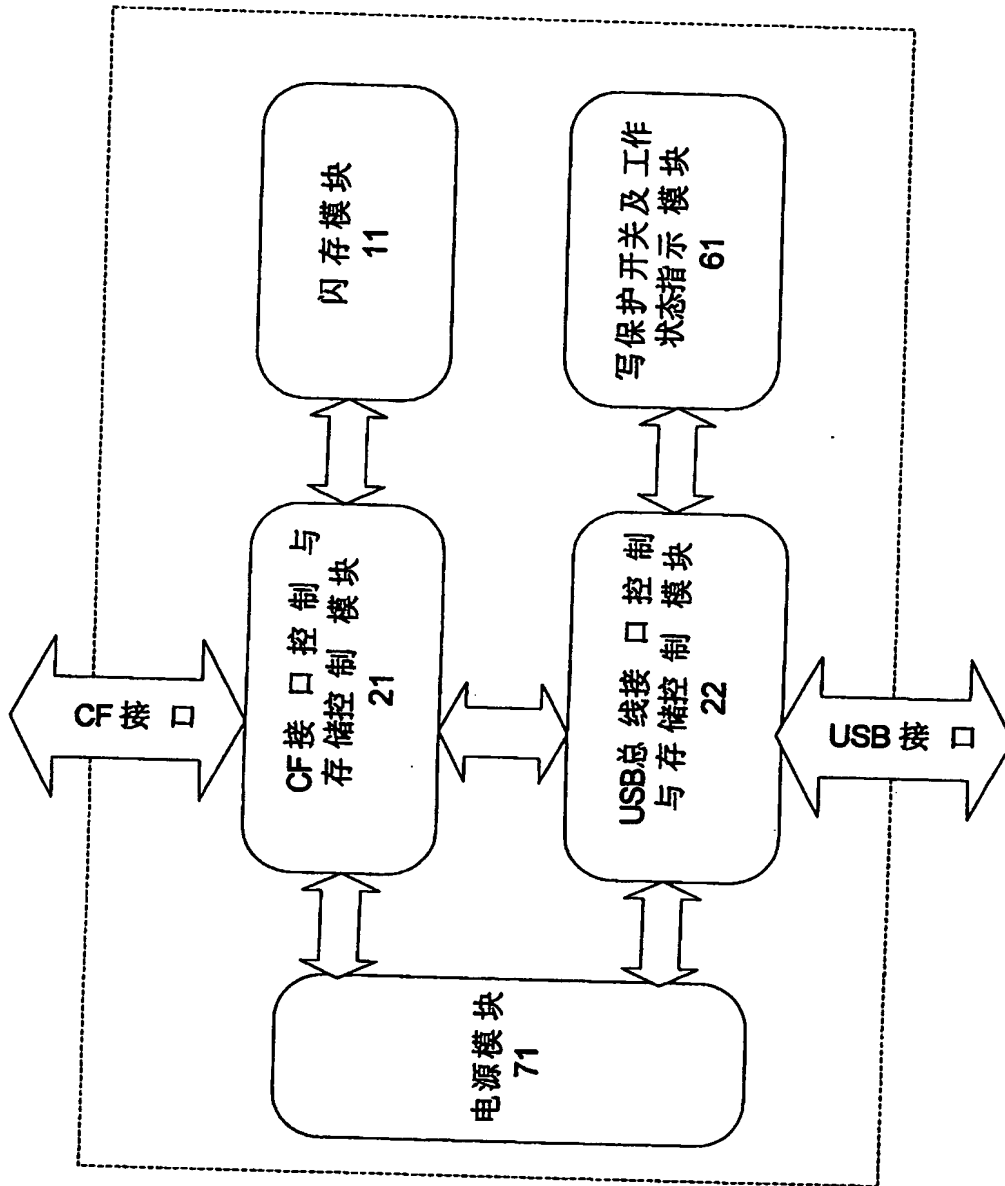 CF接口
CF接口控制与
存储控制模块
21
闪存模块
11
电源模块
71
USB总线接口控制
与存储控制模块
22
写保护开关及工作
状态指示模块
61
USB接口